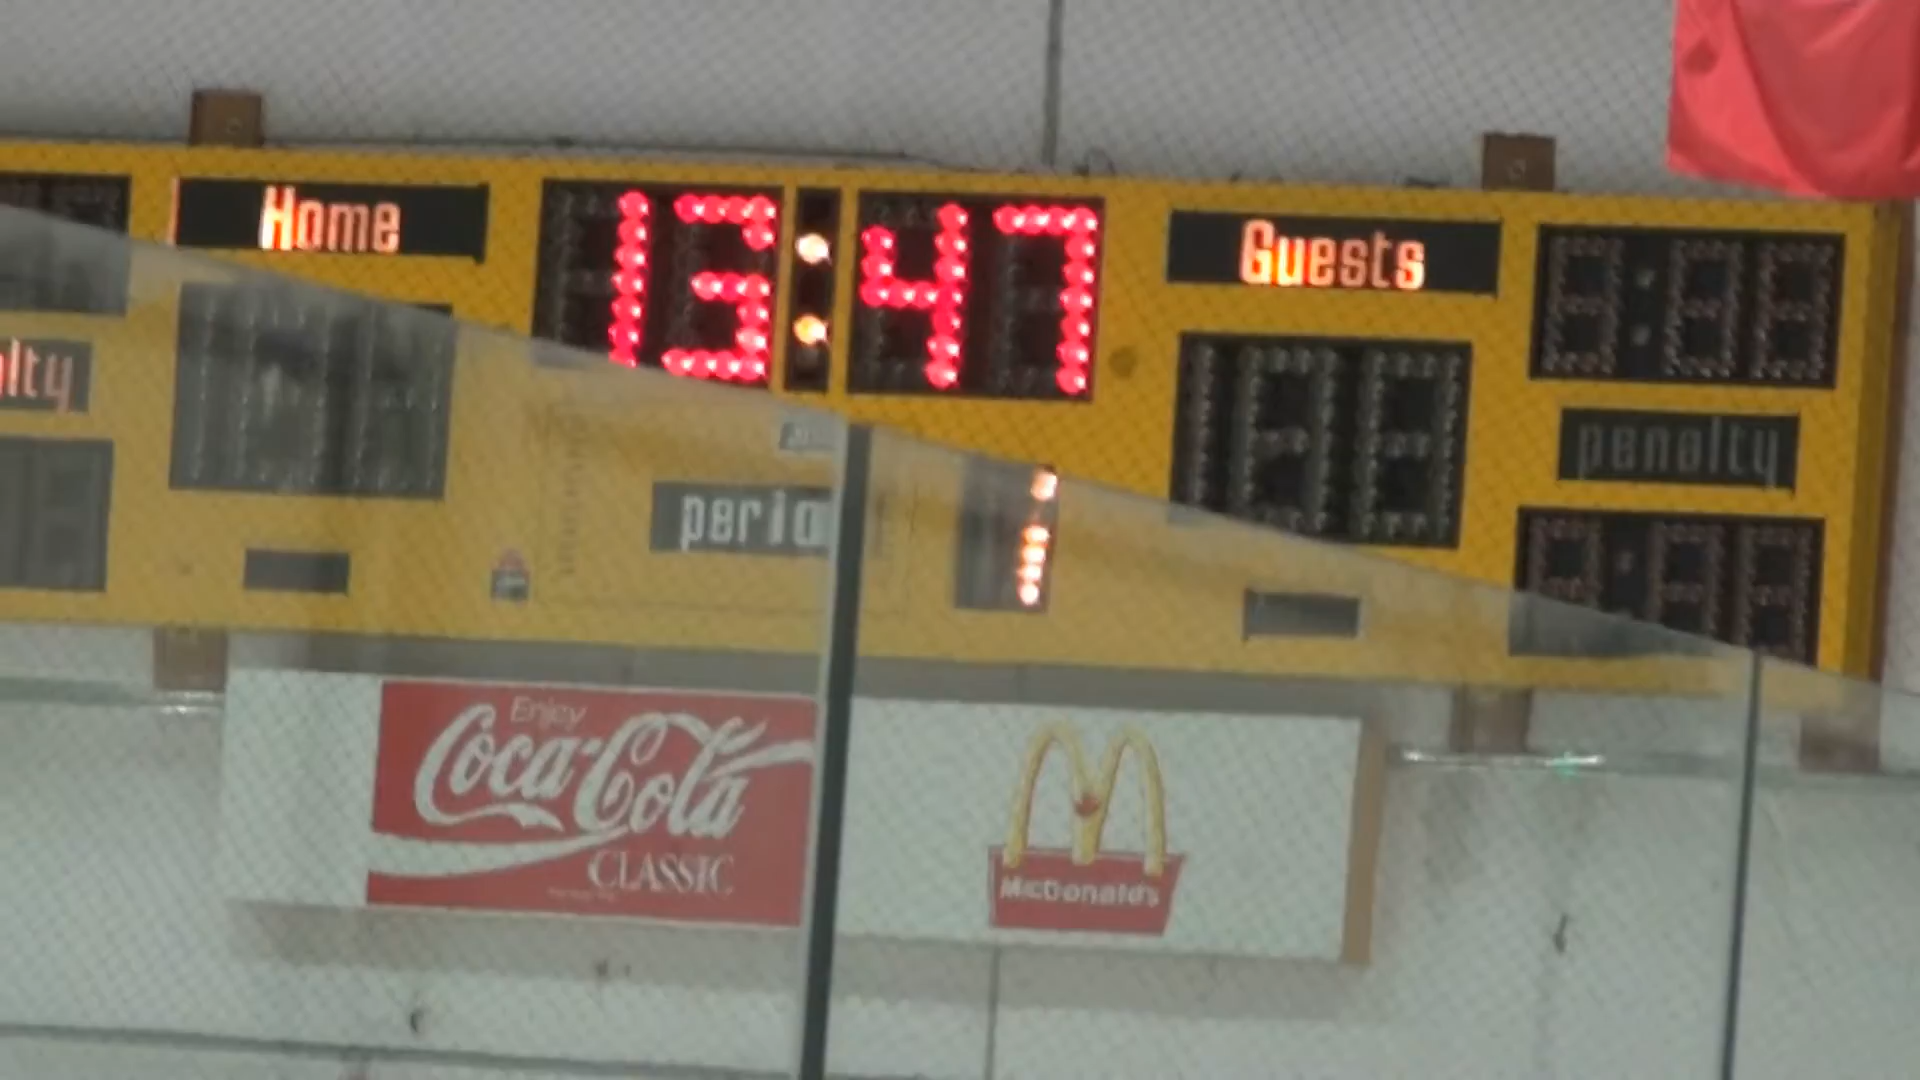 Home
13:47
Guests
lty
penalty
perio
1
Enjoy
Coca-Cola
CLASSIC
M
McDonald's